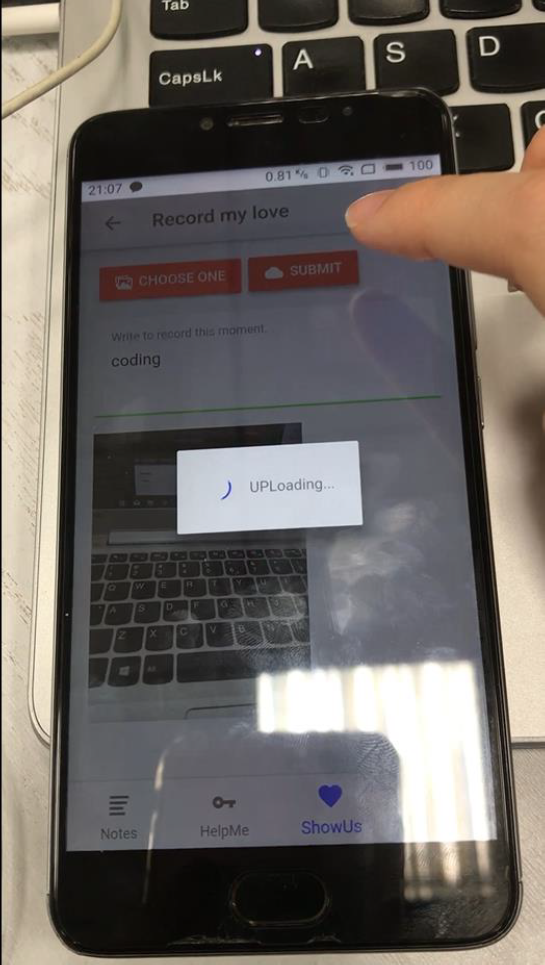 Tab
CapsLk
A
S
D
21:07
0.81 K/s
100
Record my love
CHOOSE ONE
SUBMIT
Write to record this moment.
coding
UPLoading...
Q W E R T Y
A S D F G
Z X C V B
Notes
HelpMe
ShowUs